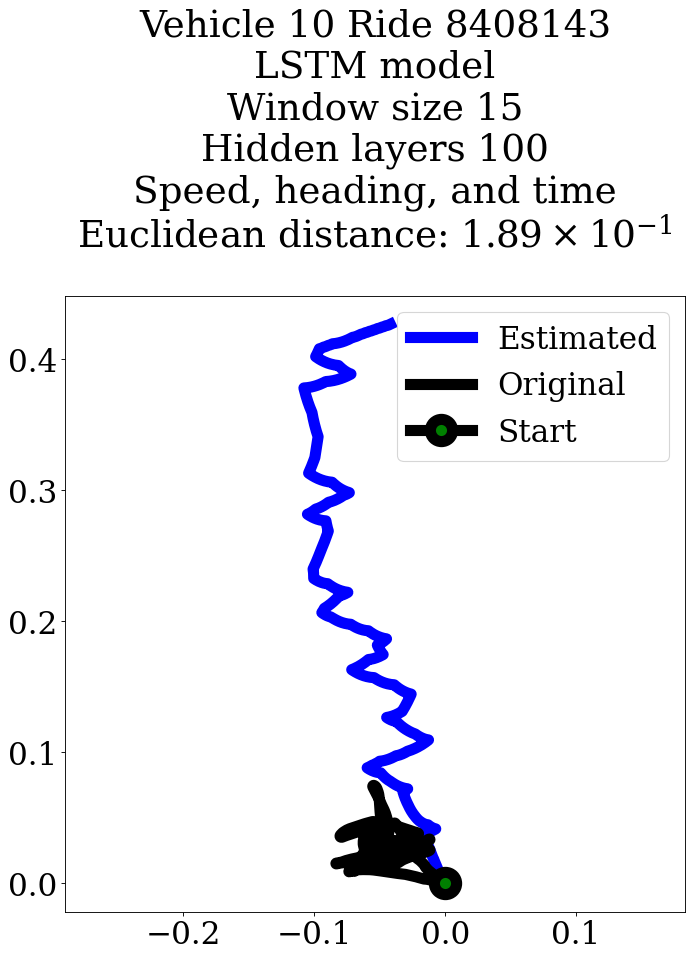 Vehicle 10 Ride 8408143
LSTM model
Window size 15
Hidden layers 100
Speed, heading, and time
Euclidean distance: 1.89 × 10⁻¹
Estimated
Original
Start
0.4
0.3
0.2
0.1
0.0
−0.2 −0.1 0.0 0.1